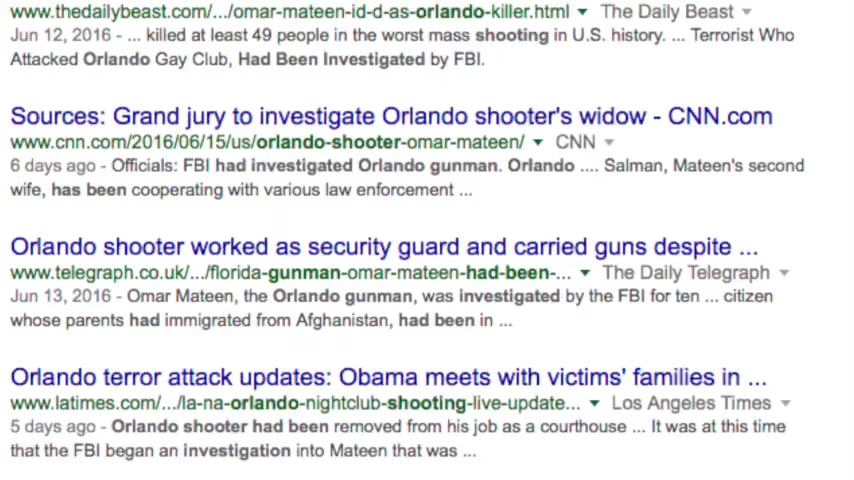 www.thedailybeast.com/.../omar-mateen-id-d-as-orlando-killer.html ▼ The Daily Beast ▼
Jun 12, 2016 - ... killed at least 49 people in the worst mass shooting in U.S. history. ... Terrorist Who
Attacked Orlando Gay Club, Had Been Investigated by FBI.
Sources: Grand jury to investigate Orlando shooter's widow - CNN.com
www.cnn.com/2016/06/15/us/orlando-shooter-omar-mateen/ ▼ CNN ▼
6 days ago - Officials: FBI had investigated Orlando gunman. Orlando .... Salman, Mateen's second
wife, has been cooperating with various law enforcement ...
Orlando shooter worked as security guard and carried guns despite ...
www.telegraph.co.uk/.../florida-gunman-omar-mateen-had-been-... ▼ The Daily Telegraph ▼
Jun 13, 2016 - Omar Mateen, the Orlando gunman, was investigated by the FBI for ten ... citizen
whose parents had immigrated from Afghanistan, had been in ...
Orlando terror attack updates: Obama meets with victims' families in ...
www.latimes.com/.../la-na-orlando-nightclub-shooting-live-update... ▼ Los Angeles Times ▼
5 days ago - Orlando shooter had been removed from his job as a courthouse ... It was at this time
that the FBI began an investigation into Mateen that was ...